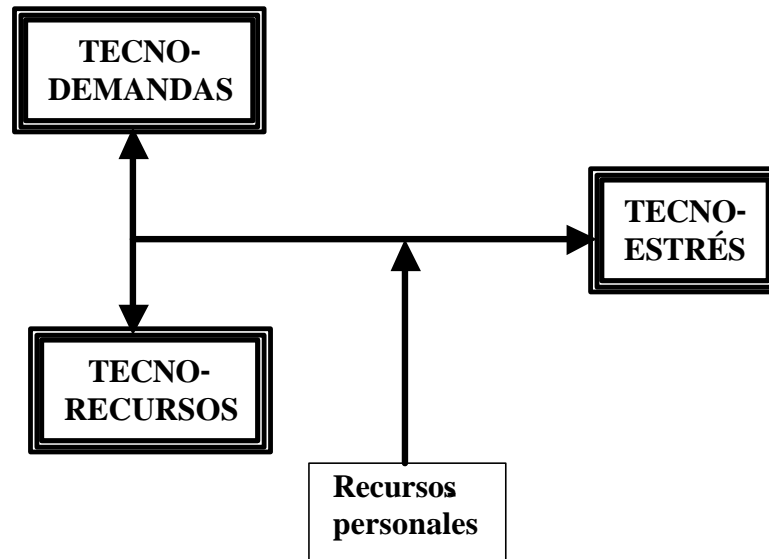 TECNO-
DEMANDAS
TECNO-
ESTRÉS
TECNO-
RECURSOS
Recursos
personales